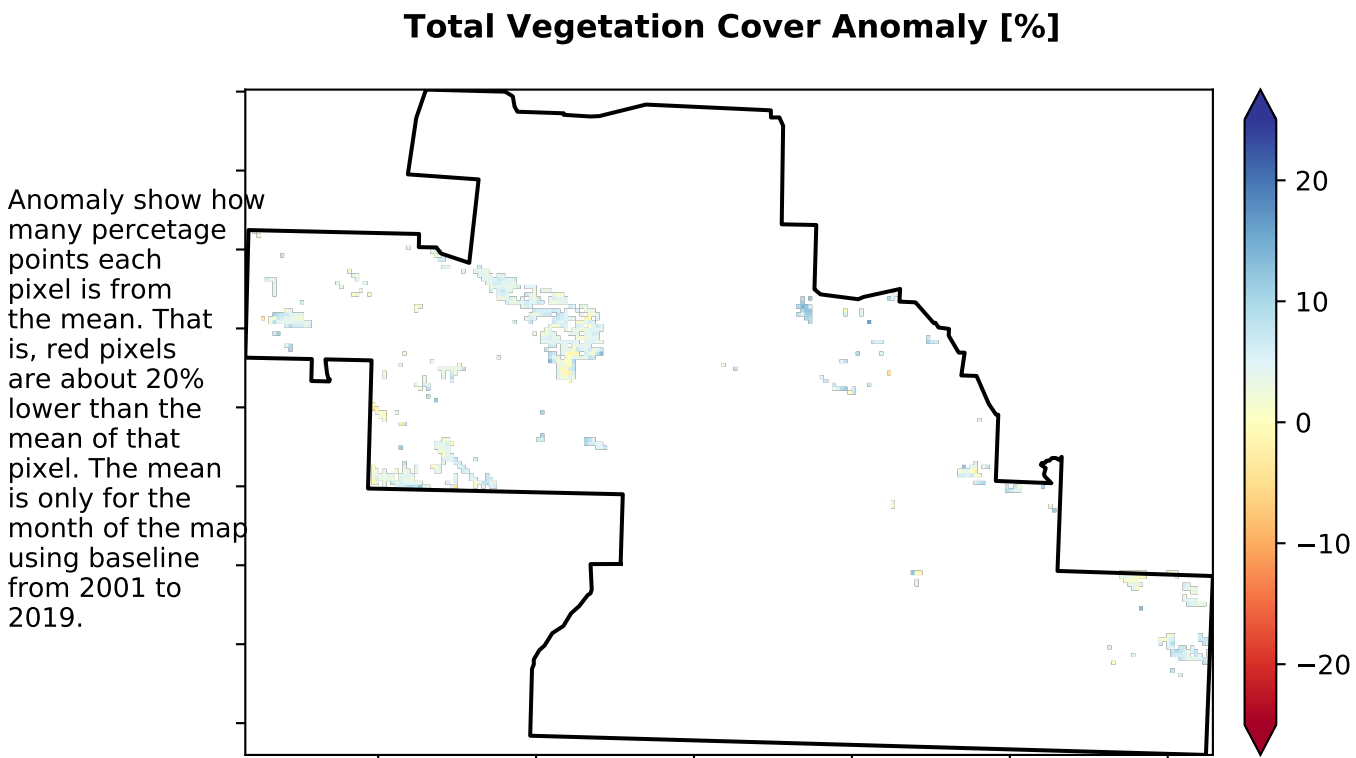 Total Vegetation Cover Anomaly [%]
Anomaly show how
many percetage
points each
pixel is from
the mean. That
is, red pixels
are about 20%
lower than the
mean of that
pixel. The mean
is only for the
month of the map
using baseline
from 2001 to
2019.
20
10
0
−10
−20